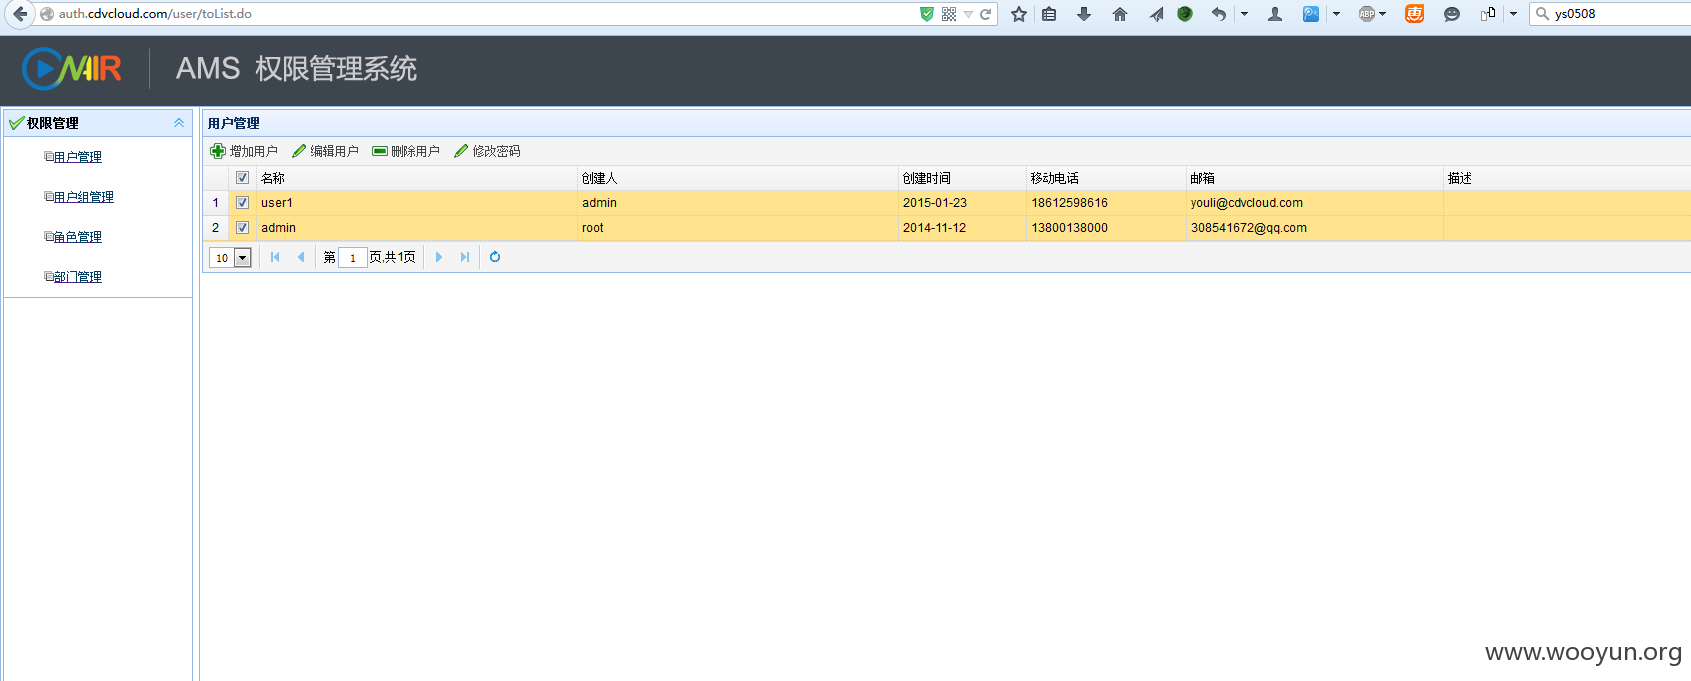 auth.cdvcloud.com/user/toList.do
ABP
惠
ys0508
AMS 权限管理系统
权限管理
用户管理
用户组管理
角色管理
部门管理
用户管理
增加用户 编辑用户 删除用户 修改密码
名称 创建人 创建时间 移动电话 邮箱 描述
1 user1 admin 2015-01-23 18612598616 youli@cdvcloud.com
2 admin root 2014-11-12 13800138000 308541672@qq.com
10 第 1 页,共1页
www.wooyun.org